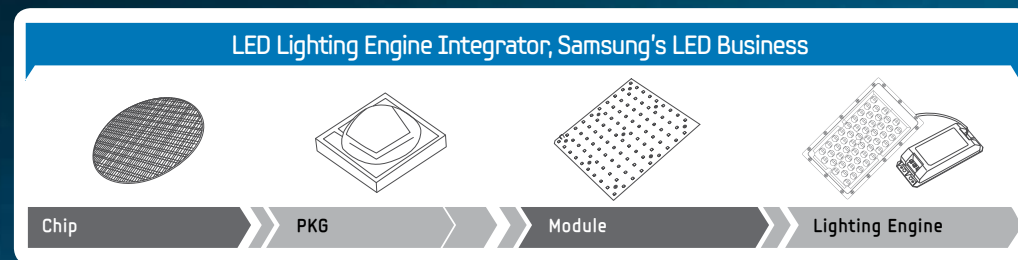 LED Lighting Engine Integrator, Samsung's LED Business
Chip
PKG
Module
Lighting Engine